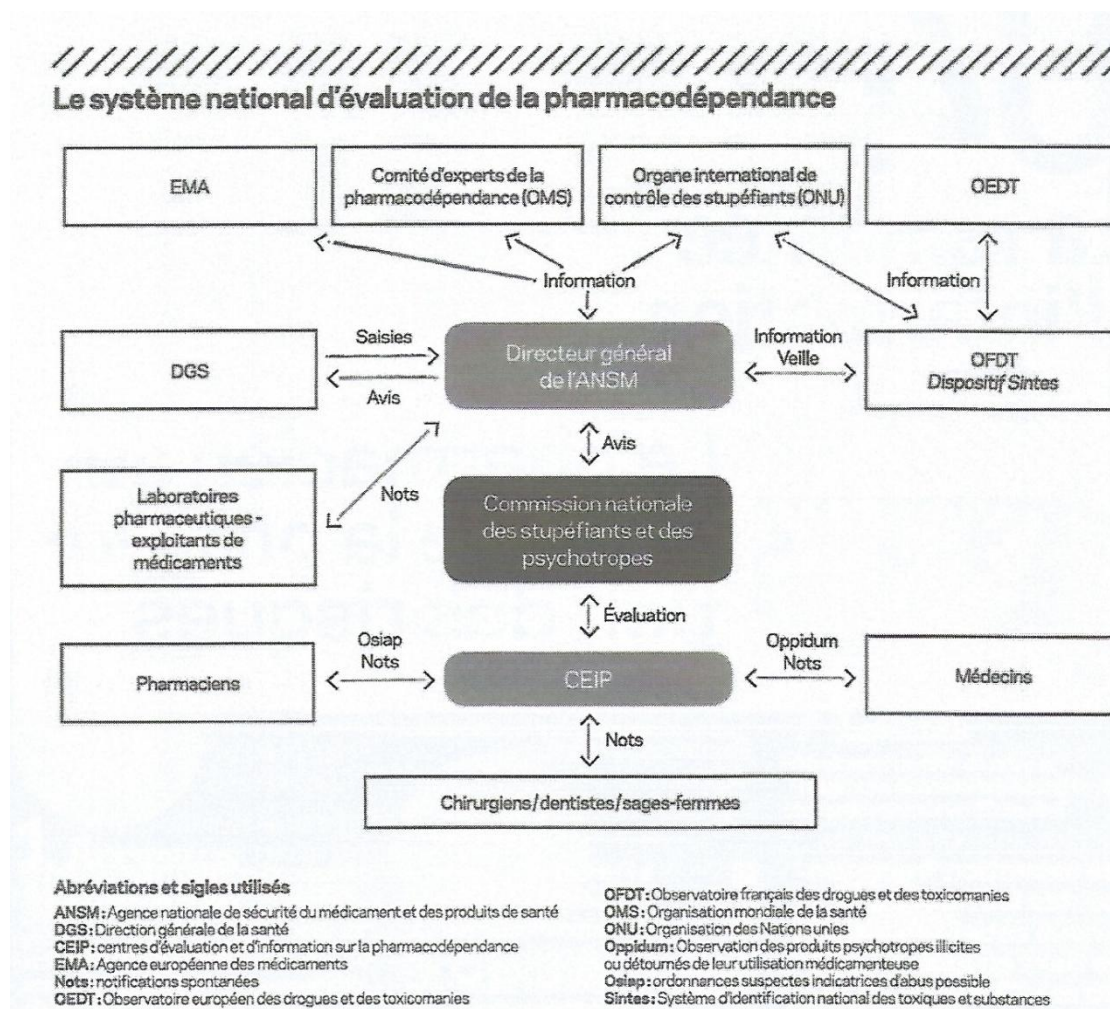 Le système national d'évaluation de la pharmacodépendance
EMA
Comité d'experts de la
pharmacodépendance (OMS)
Organe international de
contrôle des stupéfiants (ONU)
OEDT
Information
Information
DGS
Saisies
Avis
Directeur général
de l'ANSM
Information
Veille
OFDT
Dispositif Sintes
Avis
Laboratoires
pharmaceutiques -
exploitants de
médicaments
Nots
Commission nationale
des stupéfiants et des
psychotropes
Évaluation
Pharmaciens
Osiap
Nots
CEIP
Oppidum
Nots
Médecins
Nots
Chirurgiens/dentistes/sages-femmes
Abréviations et sigles utilisés
ANSM : Agence nationale de sécurité du médicament et des produits de santé
DGS : Direction générale de la santé
CEIP : centres d'évaluation et d'information sur la pharmacodépendance
EMA : Agence européenne des médicaments
Nots : notifications spontanées
OEDT : Observatoire européen des drogues et des toxicomanies
OFDT : Observatoire français des drogues et des toxicomanies
OMS : Organisation mondiale de la santé
ONU : Organisation des Nations unies
Oppidum : Observation des produits psychotropes illicites
ou détournés de leur utilisation médicamenteuse
Osiap : ordonnances suspectes indicatrices d'abus possible
Sintes : Système d'identification national des toxiques et substances